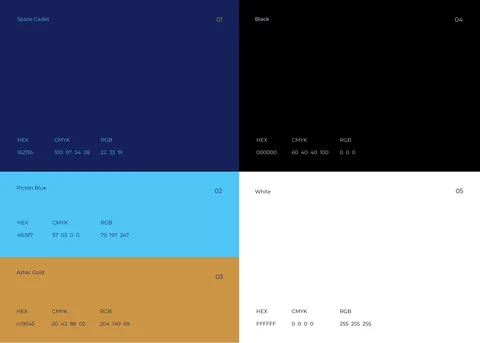 Space Cadet 01
HEX CMYK RGB
16215b 100 97 34 28 22 33 91
Black 04
HEX CMYK RGB
000000 60 40 40 100 0 0 0
Picton Blue 02
HEX CMYK RGB
4fc5f7 57 03 0 0 79 197 247
Aztec Gold 03
HEX CMYK RGB
cc9545 20 42 86 02 204 149 69
White 05
HEX CMYK RGB
FFFFFF 0 0 0 0 255 255 255